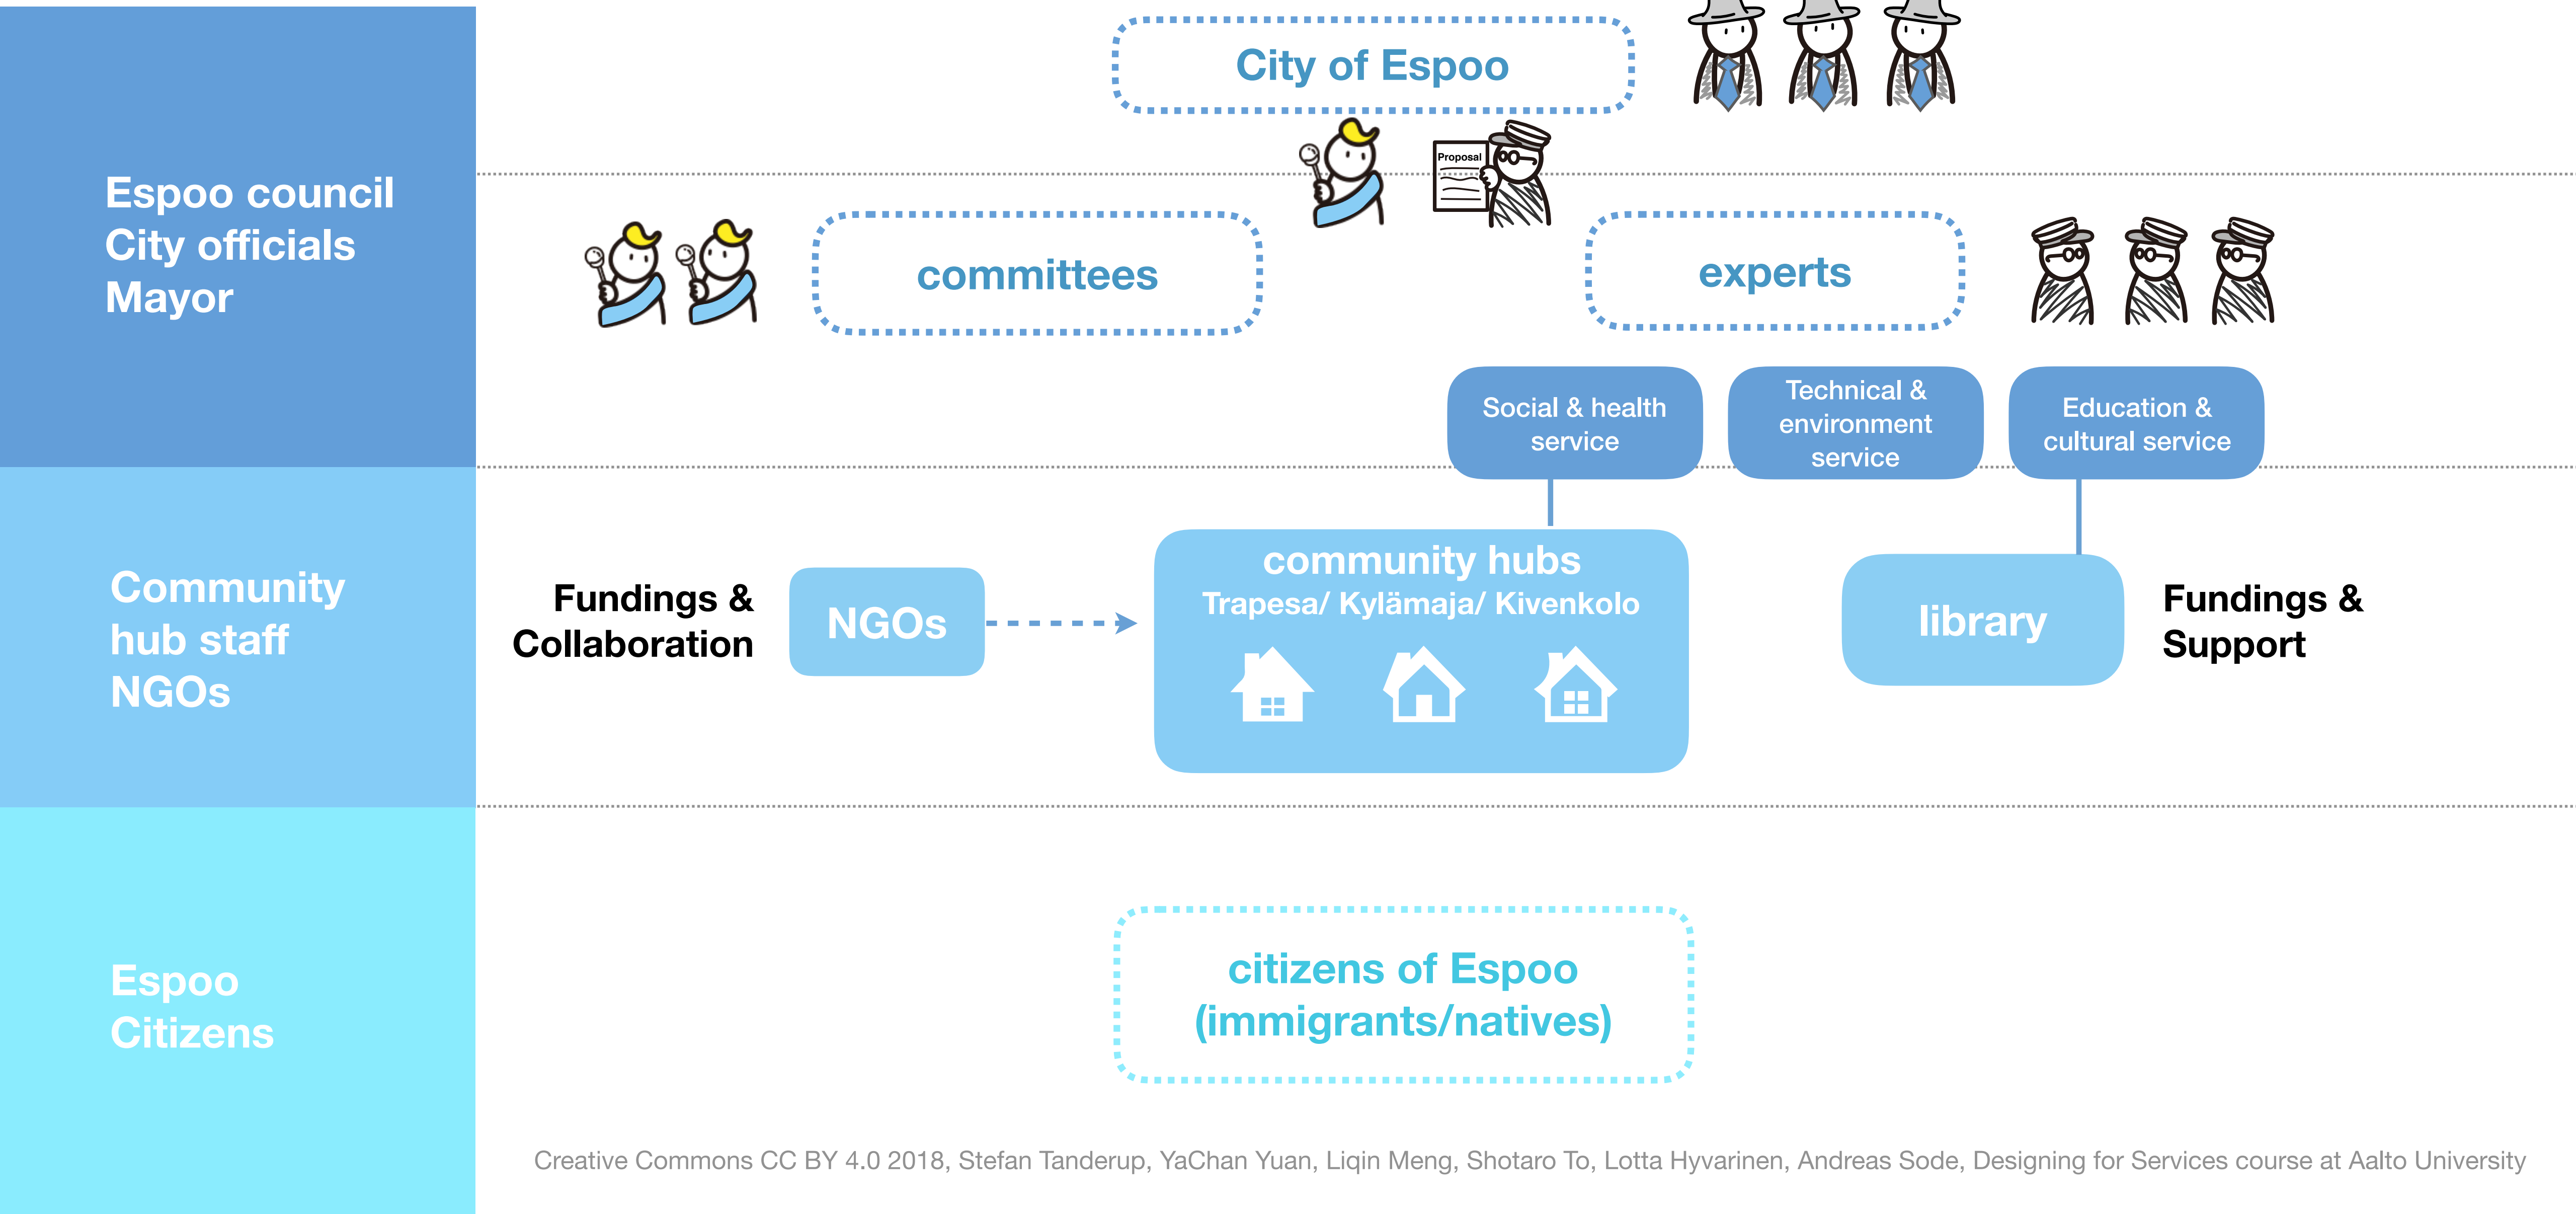 City of Espoo
Proposal
Espoo council
City officials
Mayor
committees
experts
Social & health
service
Technical &
environment
service
Education &
cultural service
Community
hub staff
NGOs
Fundings &
Collaboration
NGOs
community hubs
Trapesa/ Kylämaja/ Kivenkolo
library
Fundings &
Support
Espoo
Citizens
citizens of Espoo
(immigrants/natives)
Creative Commons CC BY 4.0 2018, Stefan Tanderup, YaChan Yuan, Liqin Meng, Shotaro To, Lotta Hyvarinen, Andreas Sode, Designing for Services course at Aalto University